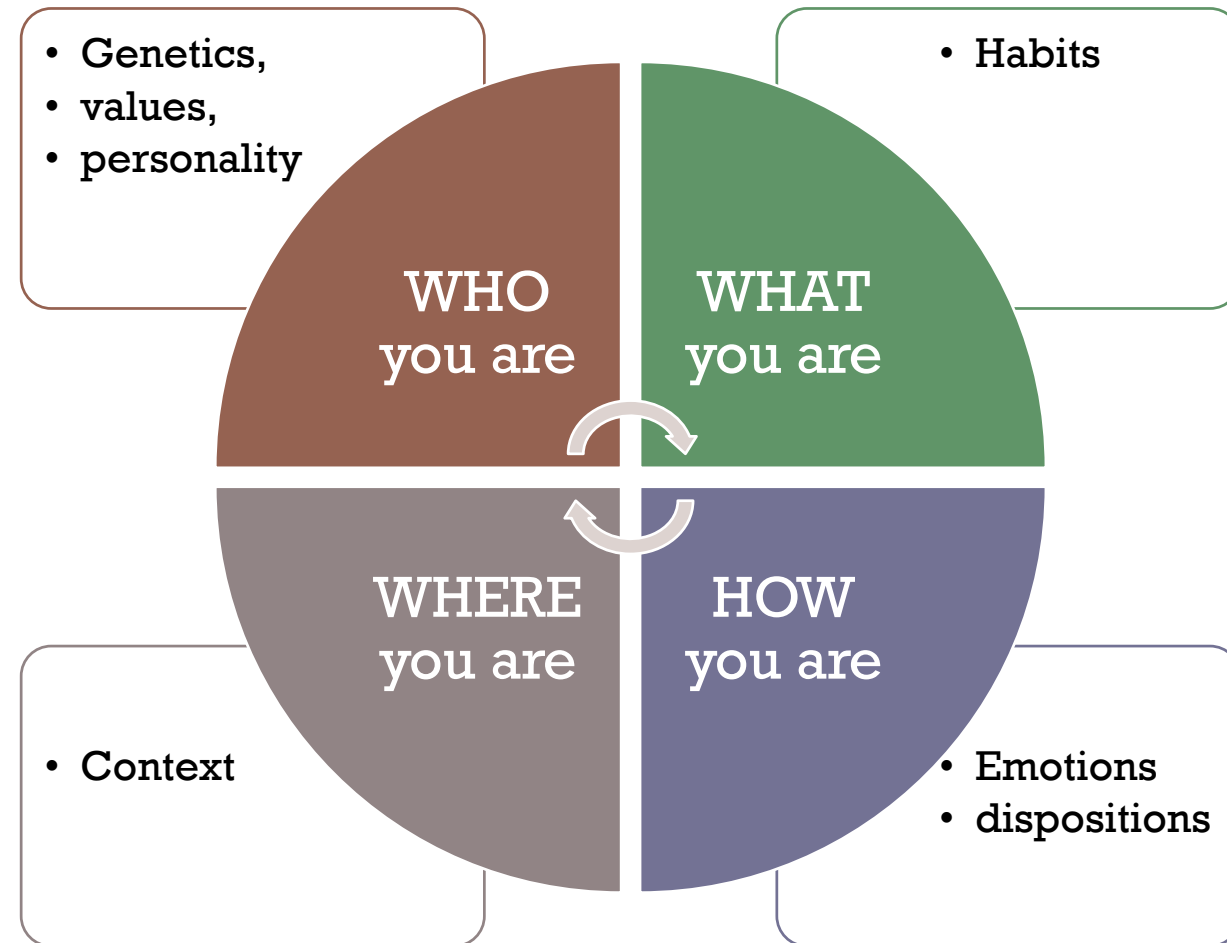 • Genetics,
• values,
• personality
• Habits
WHO
you are
WHAT
you are
WHERE
you are
HOW
you are
• Context
• Emotions
• dispositions